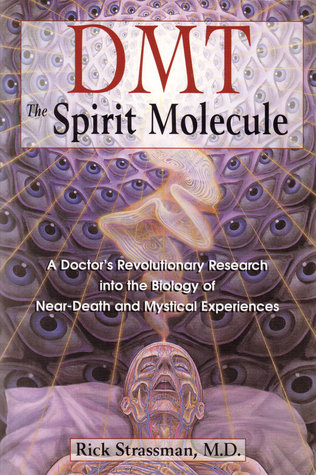 DMT
The Spirit Molecule
A Doctor's Revolutionary Research
into the Biology of
Near-Death and Mystical Experiences
Rick Strassman, M.D.